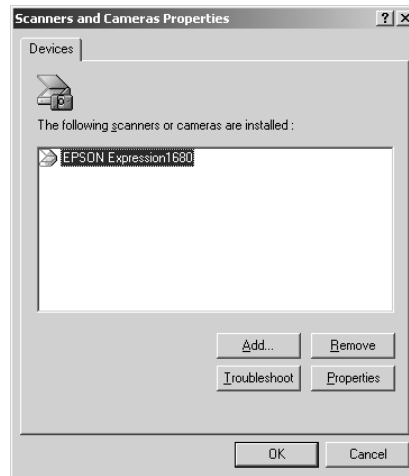 Scanners and Cameras Properties
Devices
The following scanners or cameras are installed :
EPSON Expression1680
Add... Remove
Troubleshoot Properties
OK Cancel